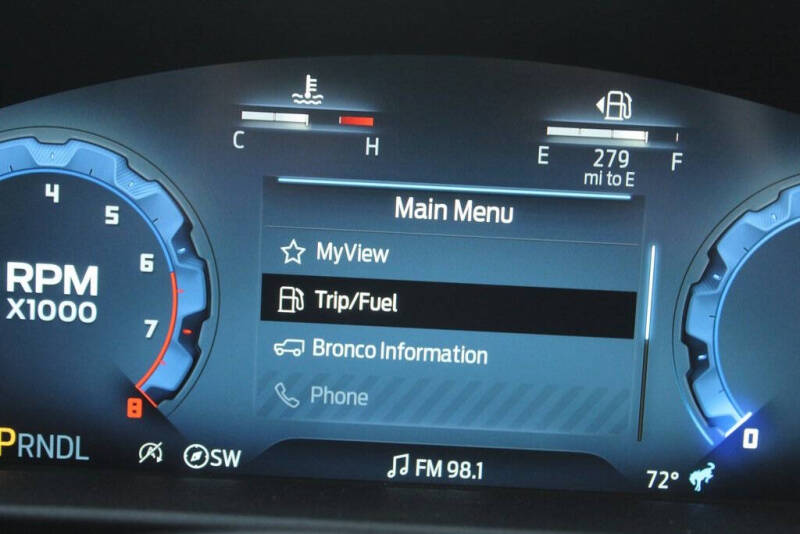 C
H
E
279
F
mi to E
Main Menu
MyView
Trip/Fuel
Bronco Information
Phone
4
5
6
7
8
RPM
X1000
PRNDL
SW
FM 98.1
72°
0